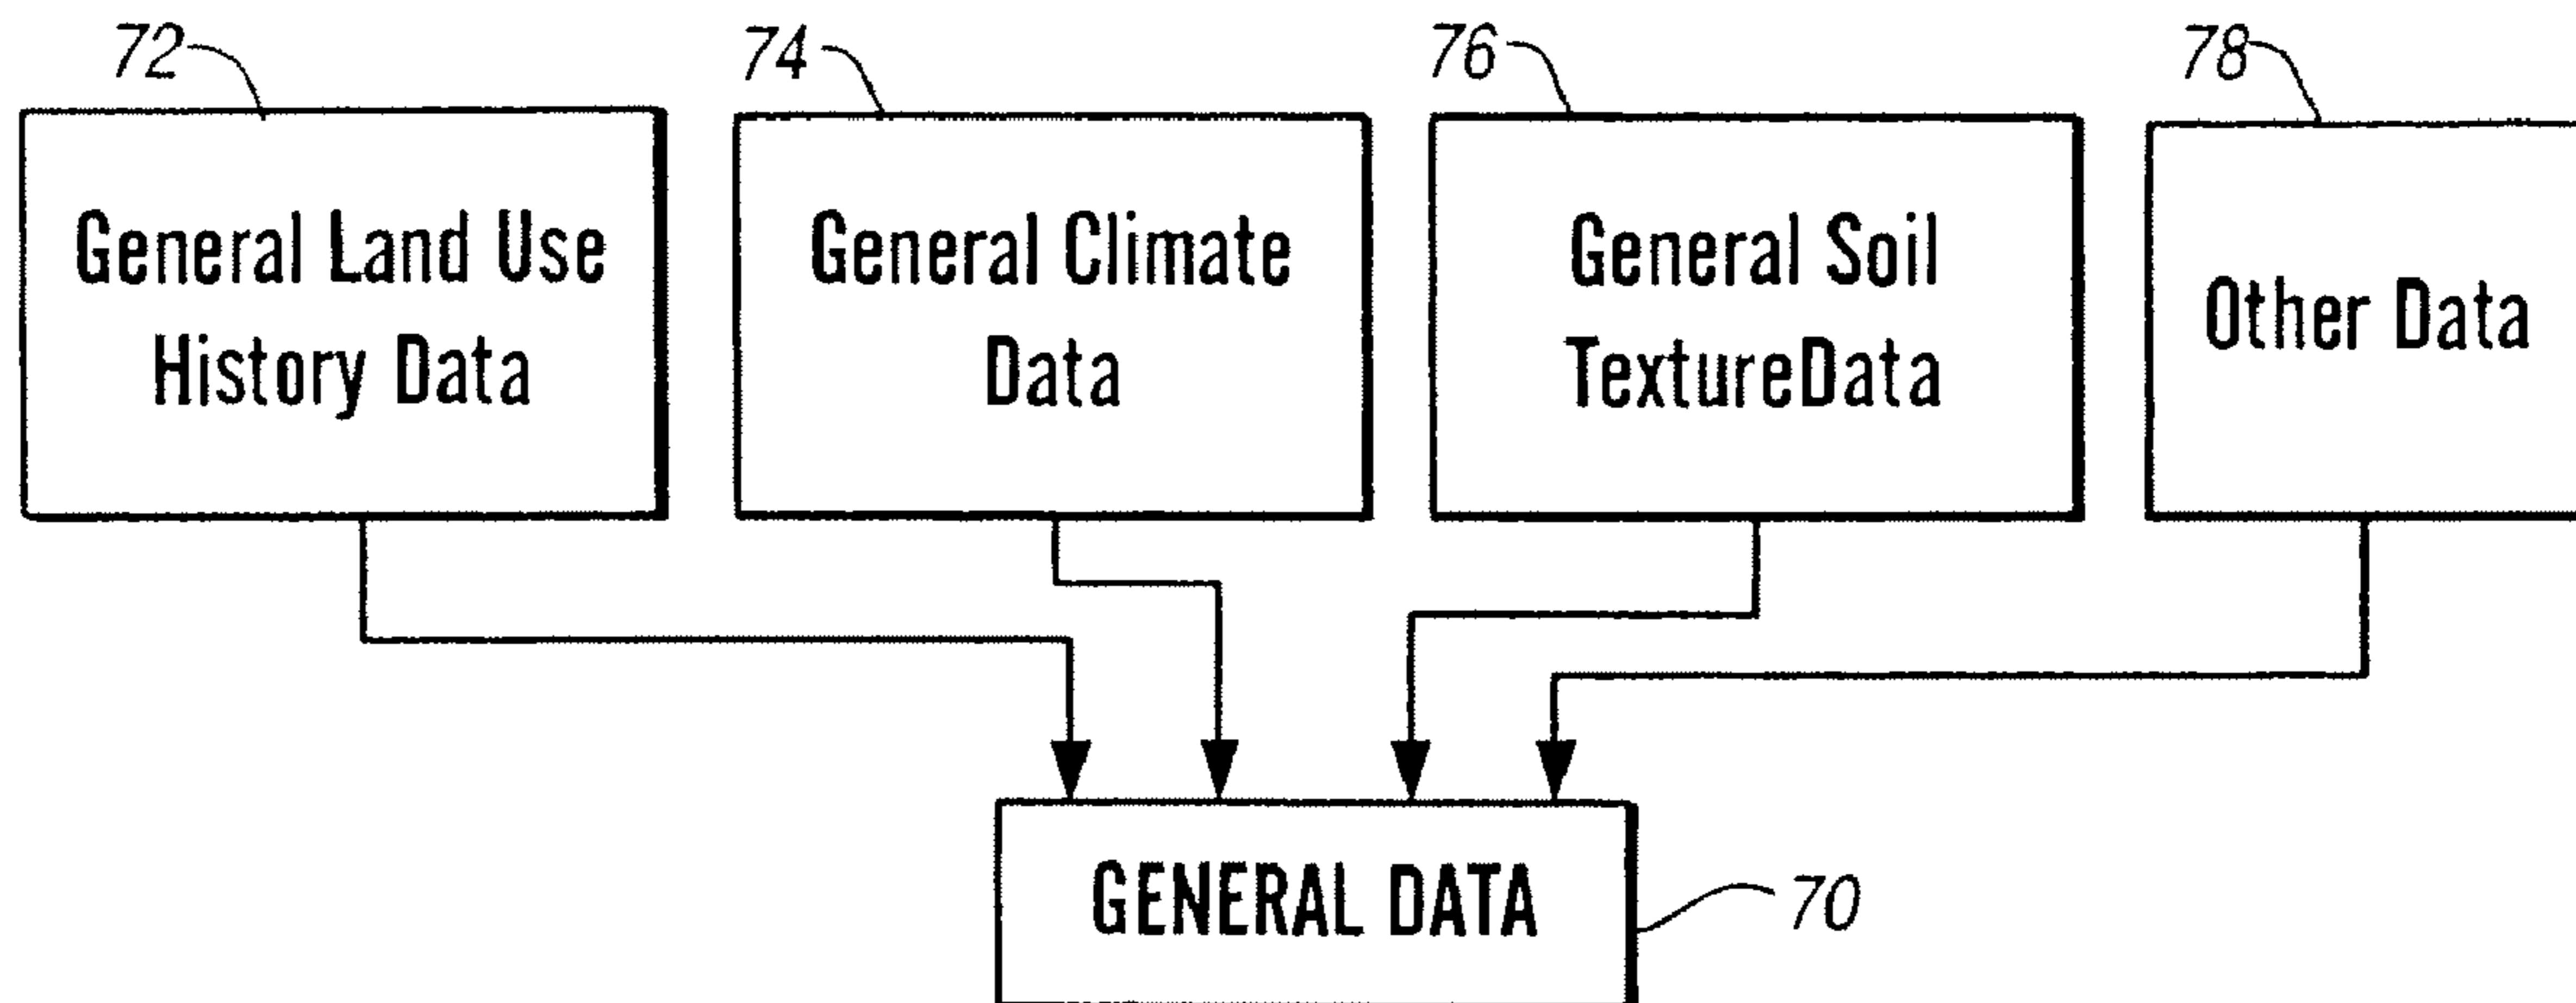 72
74
76
78
General Land Use
History Data
General Climate
Data
General Soil
TextureData
Other Data
GENERAL DATA
70